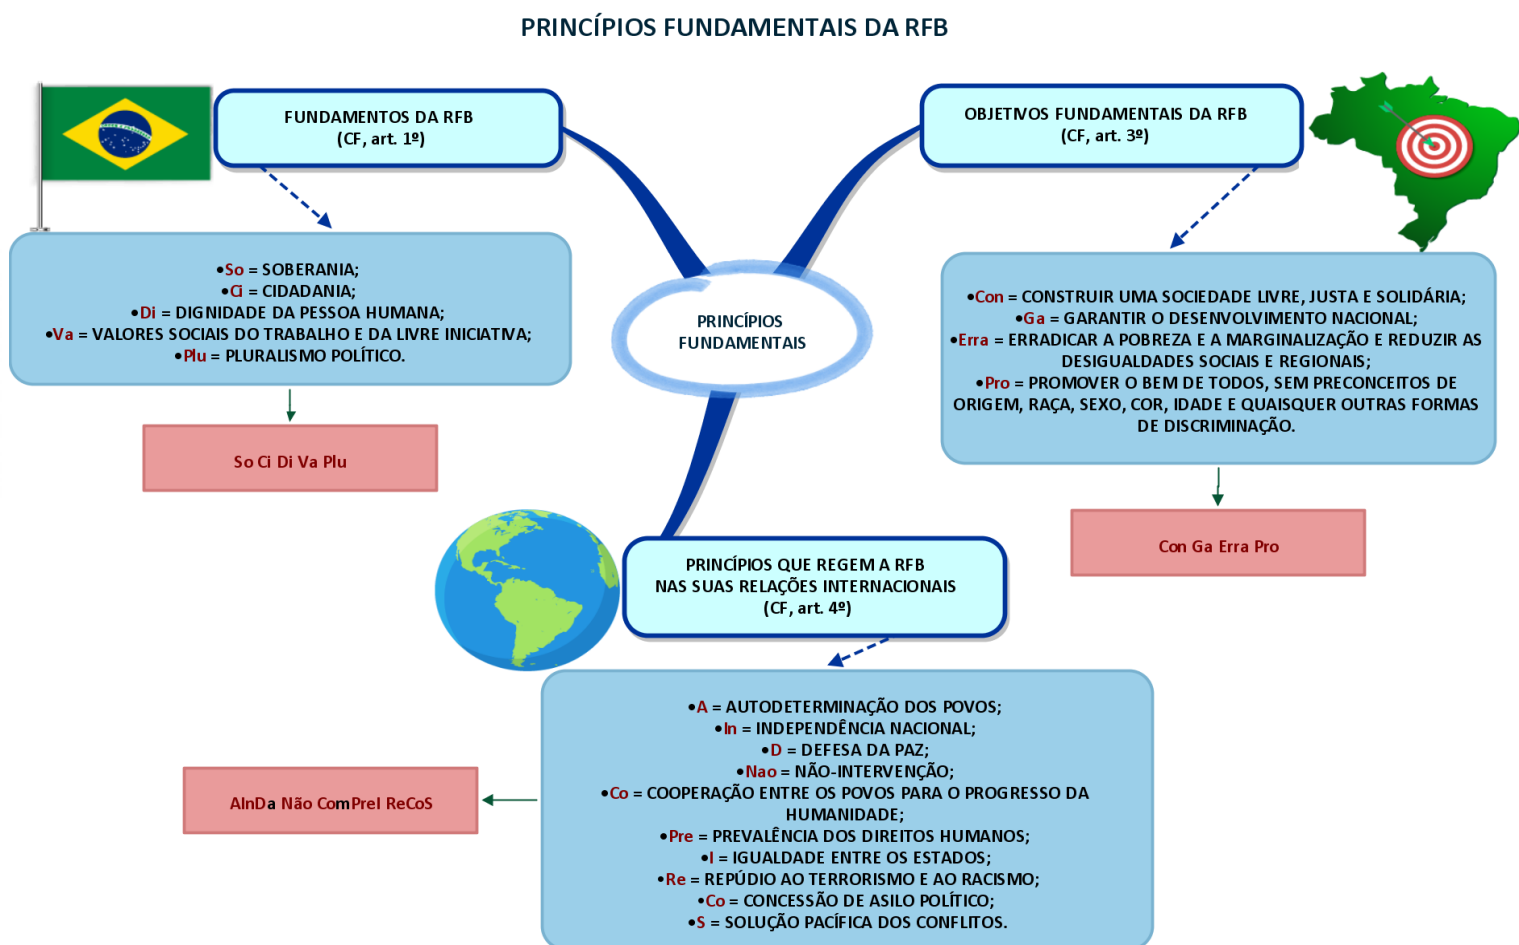 PRINCÍPIOS FUNDAMENTAIS DA RFB
FUNDAMENTOS DA RFB
(CF, art. 1º)
•So = SOBERANIA;
•Ci = CIDADANIA;
•Di = DIGNIDADE DA PESSOA HUMANA;
•Va = VALORES SOCIAIS DO TRABALHO E DA LIVRE INICIATIVA;
•Plu = PLURALISMO POLÍTICO.
So Ci Di Va Plu
OBJETIVOS FUNDAMENTAIS DA RFB
(CF, art. 3º)
•Con = CONSTRUIR UMA SOCIEDADE LIVRE, JUSTA E SOLIDÁRIA;
•Ga = GARANTIR O DESENVOLVIMENTO NACIONAL;
•Erra = ERRADICAR A POBREZA E A MARGINALIZAÇÃO E REDUZIR AS
DESIGUALDADES SOCIAIS E REGIONAIS;
•Pro = PROMOVER O BEM DE TODOS, SEM PRECONCEITOS DE
ORIGEM, RAÇA, SEXO, COR, IDADE E QUAISQUER OUTRAS FORMAS
DE DISCRIMINAÇÃO.
Con Ga Erra Pro
PRINCÍPIOS
FUNDAMENTAIS
PRINCÍPIOS QUE REGEM A RFB
NAS SUAS RELAÇÕES INTERNACIONAIS
(CF, art. 4º)
•A = AUTODETERMINAÇÃO DOS POVOS;
•In = INDEPENDÊNCIA NACIONAL;
•D = DEFESA DA PAZ;
•Nao = NÃO-INTERVENÇÃO;
•Co = COOPERAÇÃO ENTRE OS POVOS PARA O PROGRESSO DA
HUMANIDADE;
•Pre = PREVALÊNCIA DOS DIREITOS HUMANOS;
•I = IGUALDADE ENTRE OS ESTADOS;
•Re = REPÚDIO AO TERRORISMO E AO RACISMO;
•Co = CONCESSÃO DE ASILO POLÍTICO;
•S = SOLUÇÃO PACÍFICA DOS CONFLITOS.
AInDa Não ComPreI ReCoS